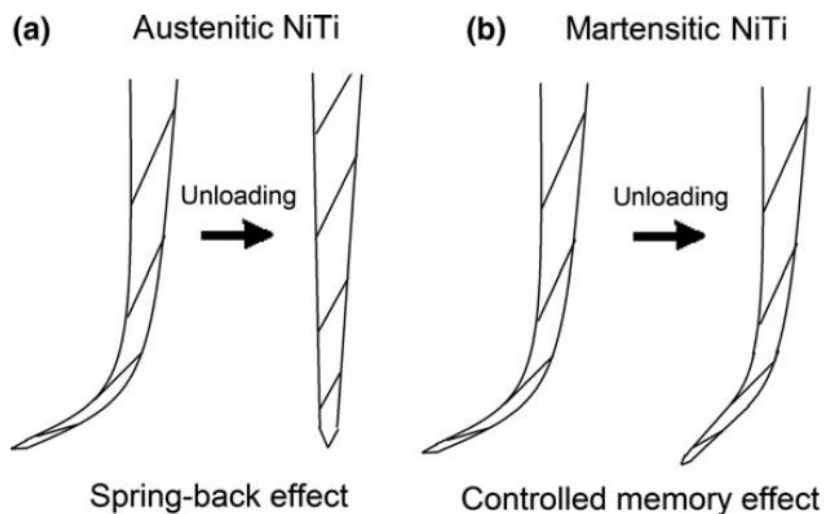 (a) Austenitic NiTi
(b) Martensitic NiTi
Unloading
Unloading
Spring-back effect
Controlled memory effect